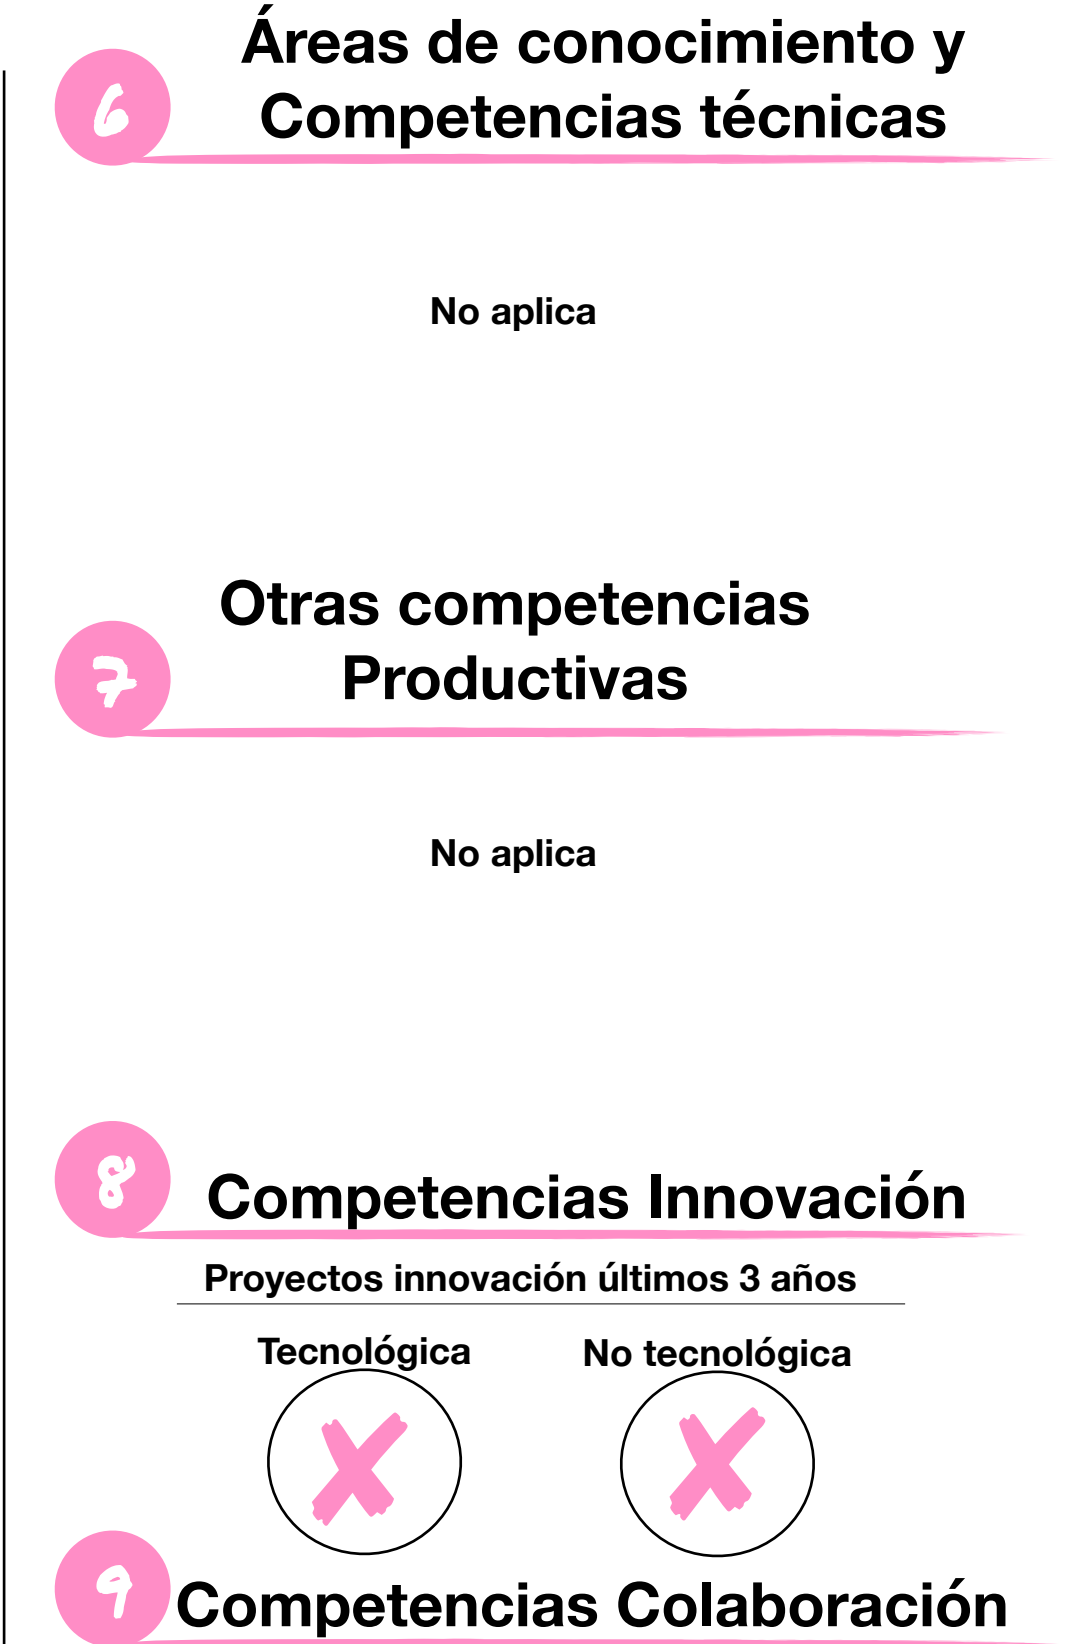 6
Áreas de conocimiento y
Competencias técnicas
No aplica
7
Otras competencias
Productivas
No aplica
8
Competencias Innovación
Proyectos innovación últimos 3 años
Tecnológica
No tecnológica
9
Competencias Colaboración